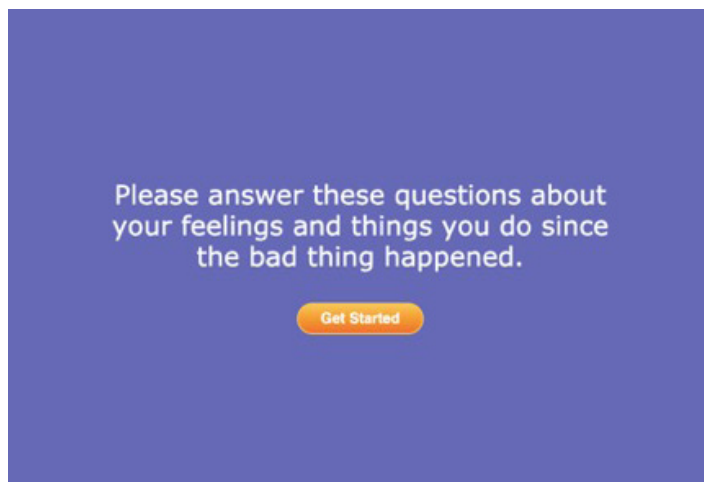 Please answer these questions about
your feelings and things you do since
the bad thing happened.
Get Started